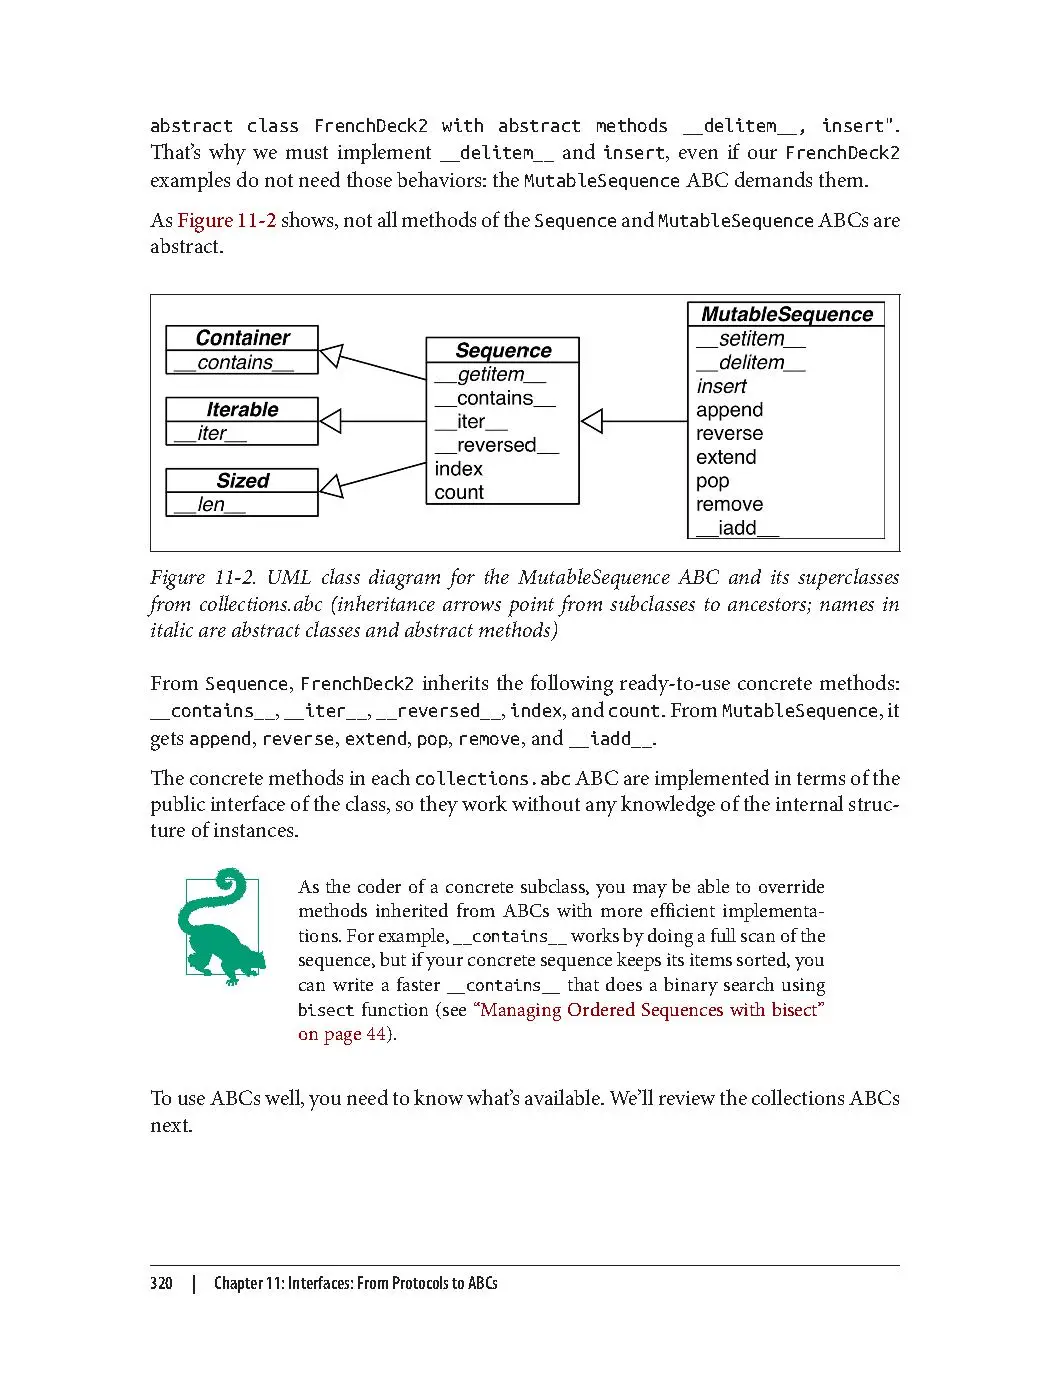 abstract class FrenchDeck2 with abstract methods __delitem__, insert".
That’s why we must implement __delitem__ and insert, even if our FrenchDeck2
examples do not need those behaviors: the MutableSequence ABC demands them.
As Figure 11-2 shows, not all methods of the Sequence and MutableSequence ABCs are
abstract.
Container
__contains__
Iterable
__iter__
Sized
__len__
Sequence
__getitem__
__contains__
__iter__
__reversed__
index
count
MutableSequence
__setitem__
__delitem__
insert
append
reverse
extend
pop
remove
__iadd__
Figure 11-2. UML class diagram for the MutableSequence ABC and its superclasses
from collections.abc (inheritance arrows point from subclasses to ancestors; names in
italic are abstract classes and abstract methods)
From Sequence, FrenchDeck2 inherits the following ready-to-use concrete methods:
__contains__, __iter__, __reversed__, index, and count. From MutableSequence, it
gets append, reverse, extend, pop, remove, and __iadd__.
The concrete methods in each collections.abc ABC are implemented in terms of the
public interface of the class, so they work without any knowledge of the internal struc-
ture of instances.
As the coder of a concrete subclass, you may be able to override
methods inherited from ABCs with more efficient implementa-
tions. For example, __contains__ works by doing a full scan of the
sequence, but if your concrete sequence keeps its items sorted, you
can write a faster __contains__ that does a binary search using
bisect function (see “Managing Ordered Sequences with bisect”
on page 44).
To use ABCs well, you need to know what’s available. We’ll review the collections ABCs
next.
320 | Chapter 11: Interfaces: From Protocols to ABCs